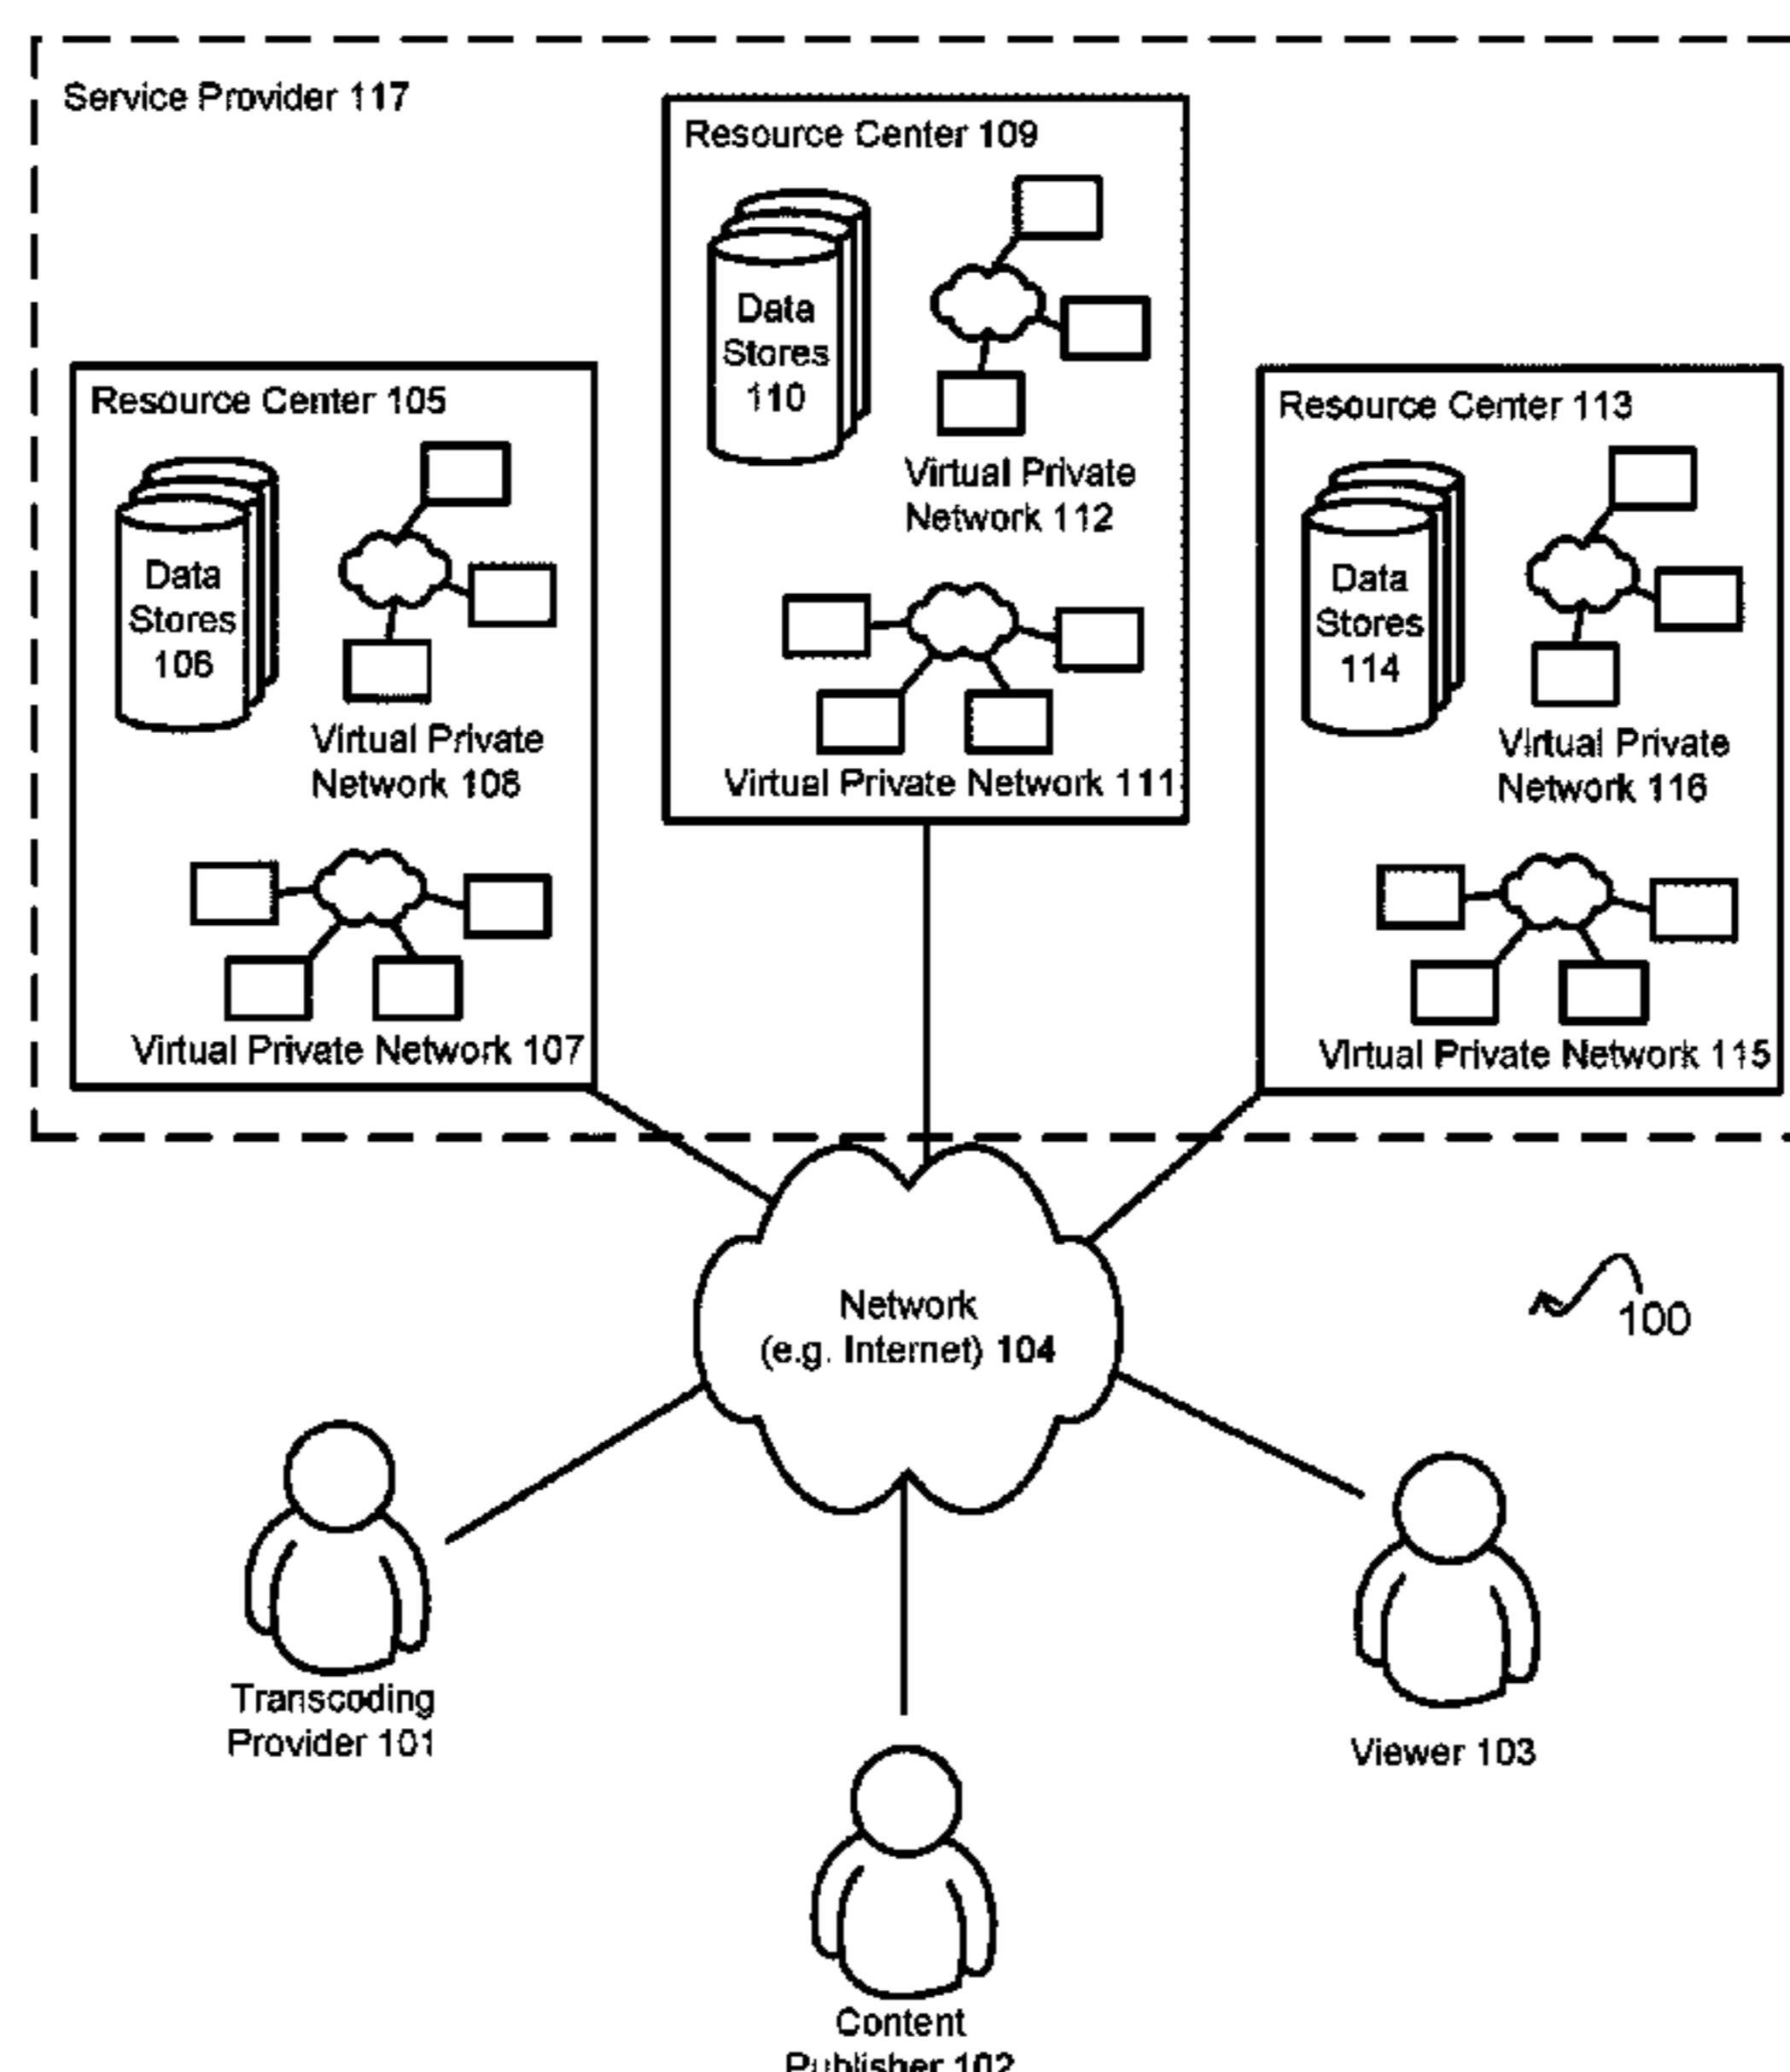 Service Provider 117
Resource Center 109
Data
Stores
110
Virtual Private
Network 112
Virtual Private Network 111
Resource Center 105
Data
Stores
106
Virtual Private
Network 108
Virtual Private Network 107
Resource Center 113
Data
Stores
114
Virtual Private
Network 116
Virtual Private Network 115
Network
(e.g. Internet) 104
100
Transcoding
Provider 101
Viewer 103
Content
Publisher 102